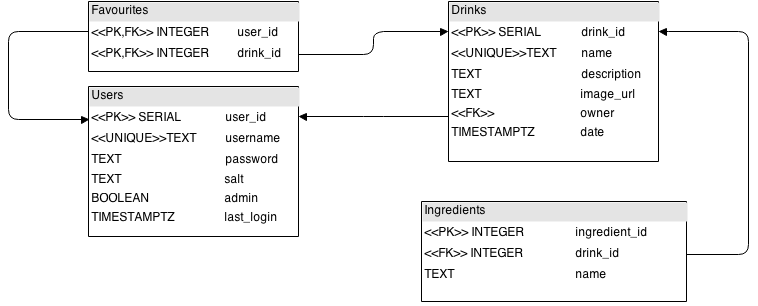 Favourites
<<PK,FK>> INTEGER user_id
<<PK,FK>> INTEGER drink_id
Users
<<PK>> SERIAL user_id
<<UNIQUE>>TEXT username
TEXT password
TEXT salt
BOOLEAN admin
TIMESTAMPTZ last_login
Drinks
<<PK>> SERIAL drink_id
<<UNIQUE>>TEXT name
TEXT description
TEXT image_url
<<FK>> owner
TIMESTAMPTZ date
Ingredients
<<PK>> INTEGER ingredient_id
<<FK>> INTEGER drink_id
TEXT name